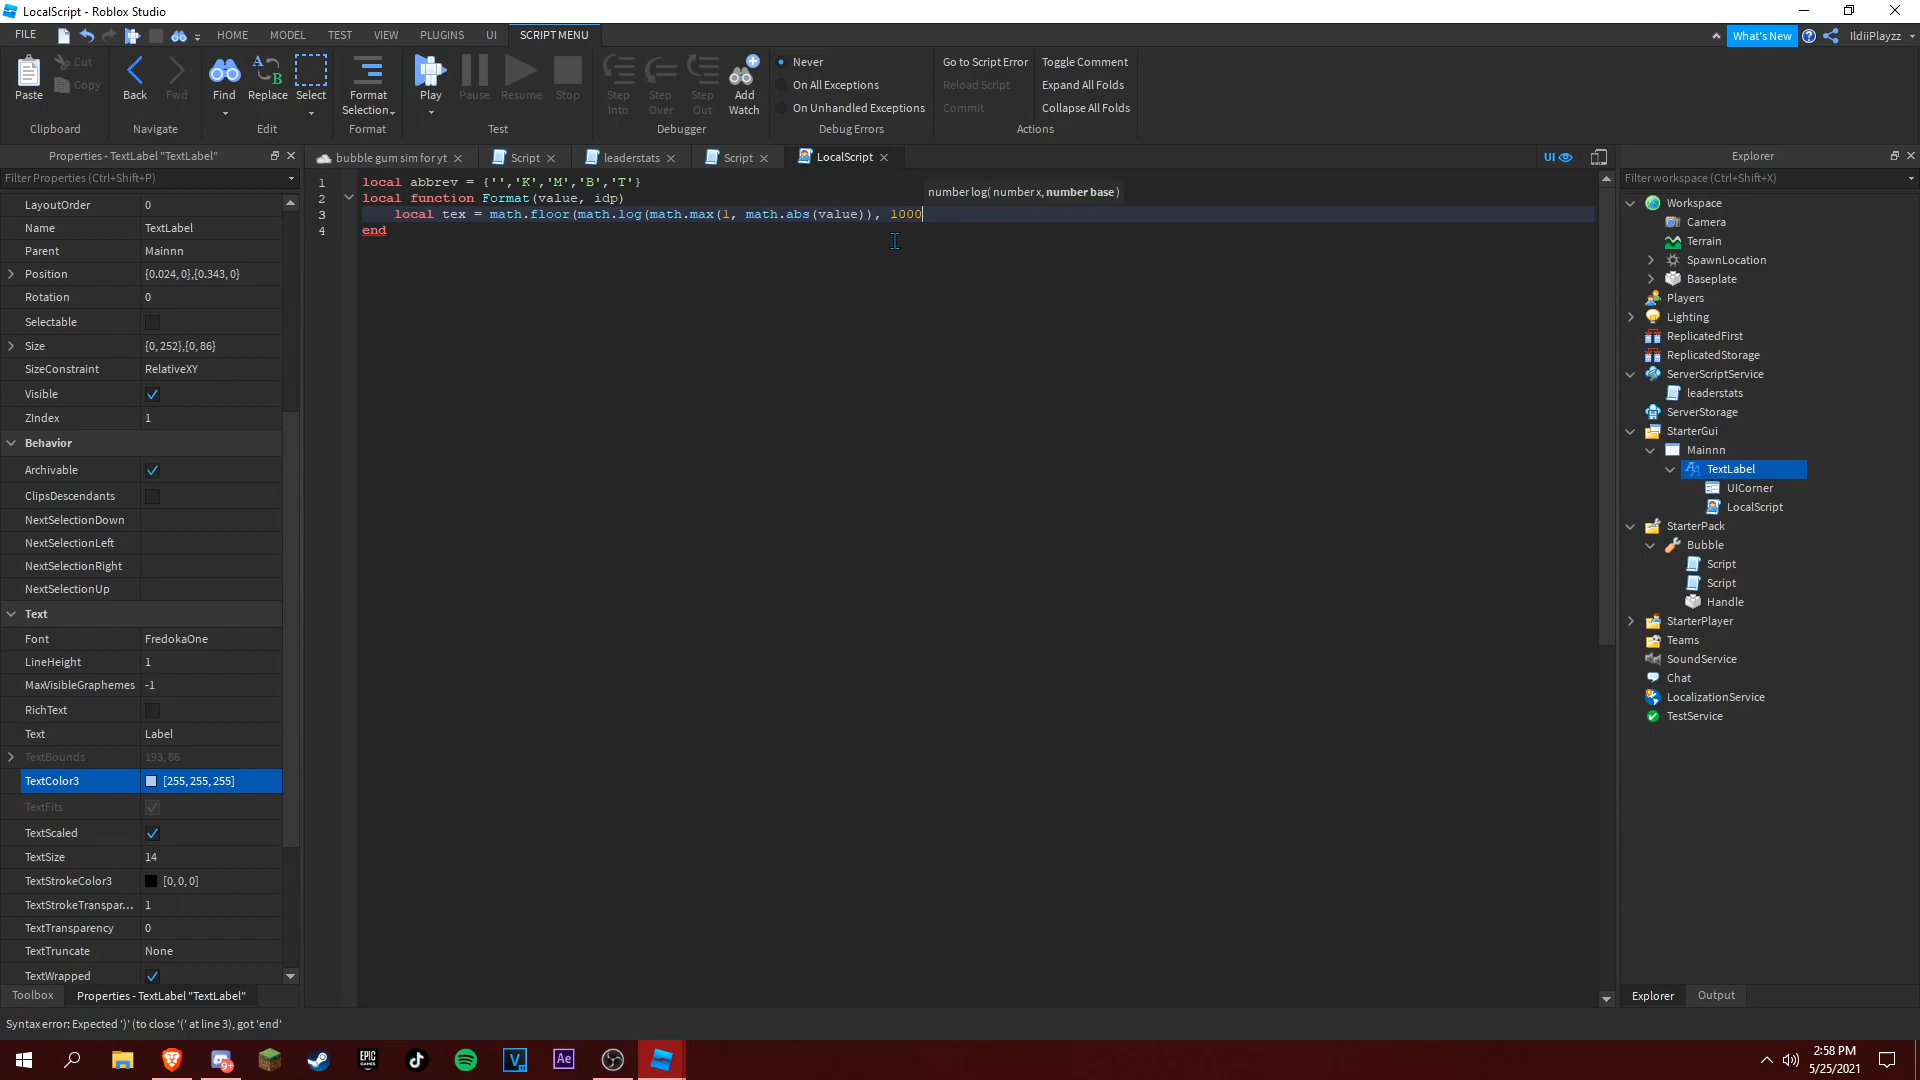 LocalScript - Roblox Studio
FILE HOME MODEL TEST VIEW PLUGINS UI SCRIPT MENU What's New IldiiPlayzz
Paste Cut Copy Back Fwd Find Replace Select Format Selection Play Pause Resume Stop Step Into Step Over Step Out Add Watch
Never Go to Script Error Toggle Comment
On All Exceptions Reload Script Expand All Folds
On Unhandled Exceptions Commit Collapse All Folds
Clipboard Navigate Edit Format Test Debugger Debug Errors Actions
Properties - TextLabel "TextLabel"
Filter Properties (Ctrl+Shift+P)
LayoutOrder 0
Name TextLabel
Parent Mainnn
Position {0.024, 0},{0.343, 0}
Rotation 0
Selectable
Size {0, 252},{0, 86}
SizeConstraint RelativeXY
Visible
ZIndex 1
Behavior
Archivable
ClipsDescendants
NextSelectionDown
NextSelectionLeft
NextSelectionRight
NextSelectionUp
Text
Font FredokaOne
LineHeight 1
MaxVisibleGraphemes -1
RichText
Text Label
TextBounds 193, 86
TextColor3 [255, 255, 255]
TextFits
TextScaled
TextSize 14
TextStrokeColor3 [0, 0, 0]
TextStrokeTranspar... 1
TextTransparency 0
TextTruncate None
TextWrapped
Toolbox Properties - TextLabel "TextLabel"
bubble gum sim for yt Script leaderstats Script LocalScript UI
1 local abbrev = {'','K','M','B','T'}
number log( number x, number base )
2 local function Format(value, idp)
3 local tex = math.floor(math.log(math.max(1, math.abs(value)), 1000
4 end
Explorer
Filter workspace (Ctrl+Shift+X)
Workspace
Camera
Terrain
SpawnLocation
Baseplate
Players
Lighting
ReplicatedFirst
ReplicatedStorage
ServerScriptService
leaderstats
ServerStorage
StarterGui
Mainnn
TextLabel
UICorner
LocalScript
StarterPack
Bubble
Script
Script
Handle
StarterPlayer
Teams
SoundService
Chat
LocalizationService
TestService
Explorer Output
Syntax error: Expected ')' (to close '(' at line 3), got 'end'
9+
EPIC GAMES
V
Ae
2:58 PM
5/25/2021